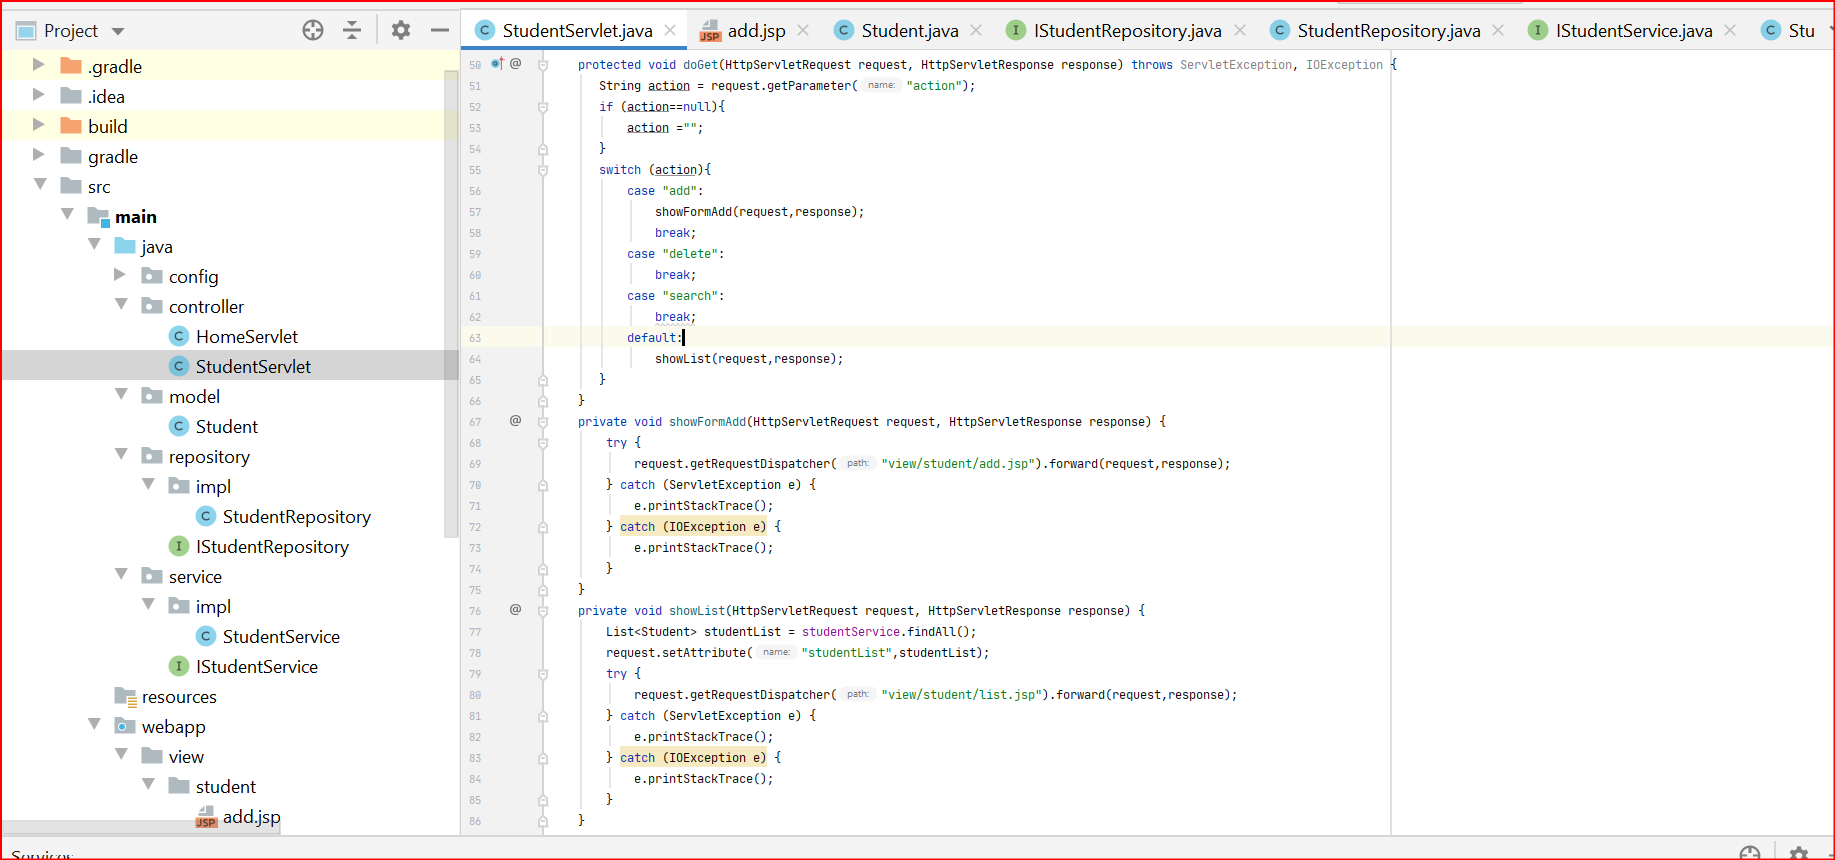 Project
.gradle
.idea
build
gradle
src
main
java
config
controller
HomeServlet
StudentServlet
model
Student
repository
impl
StudentRepository
IStudentRepository
service
impl
StudentService
IStudentService
resources
webapp
view
student
add.jsp
Services
StudentServlet.java
add.jsp
Student.java
IStudentRepository.java
StudentRepository.java
IStudentService.java
Stu
50 protected void doGet(HttpServletRequest request, HttpServletResponse response) throws ServletException, IOException {
51 String action = request.getParameter( name: "action");
52 if (action==null){
53 action ="";
54 }
55 switch (action){
56 case "add":
57 showFormAdd(request,response);
58 break;
59 case "delete":
60 break;
61 case "search":
62 break;
63 default:
64 showList(request,response);
65 }
66 }
67 private void showFormAdd(HttpServletRequest request, HttpServletResponse response) {
68 try {
69 request.getRequestDispatcher( path: "view/student/add.jsp").forward(request,response);
70 } catch (ServletException e) {
71 e.printStackTrace();
72 } catch (IOException e) {
73 e.printStackTrace();
74 }
75 }
76 private void showList(HttpServletRequest request, HttpServletResponse response) {
77 List<Student> studentList = studentService.findAll();
78 request.setAttribute( name: "studentList",studentList);
79 try {
80 request.getRequestDispatcher( path: "view/student/list.jsp").forward(request,response);
81 } catch (ServletException e) {
82 e.printStackTrace();
83 } catch (IOException e) {
84 e.printStackTrace();
85 }
86 }